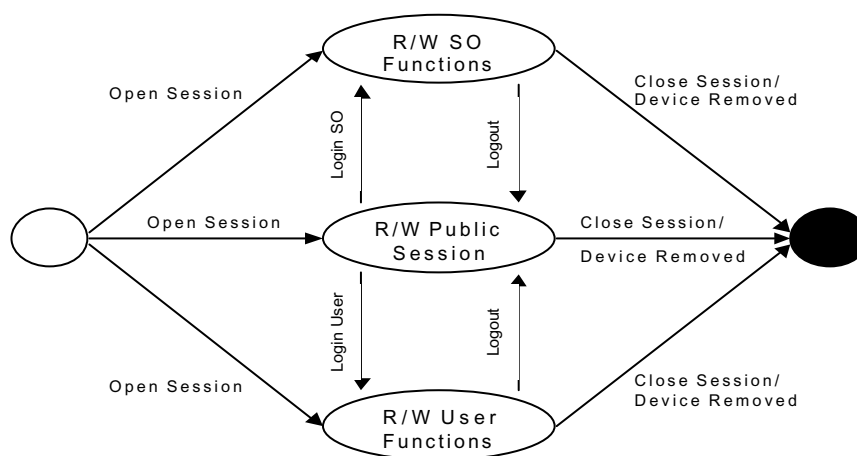 R/W SO
Functions
Close Session/
Device Removed
Open Session
Login SO
Logout
Open Session
R/W Public
Session
Close Session/
Device Removed
Login User
Logout
Open Session
Close Session/
Device Removed
R/W User
Functions